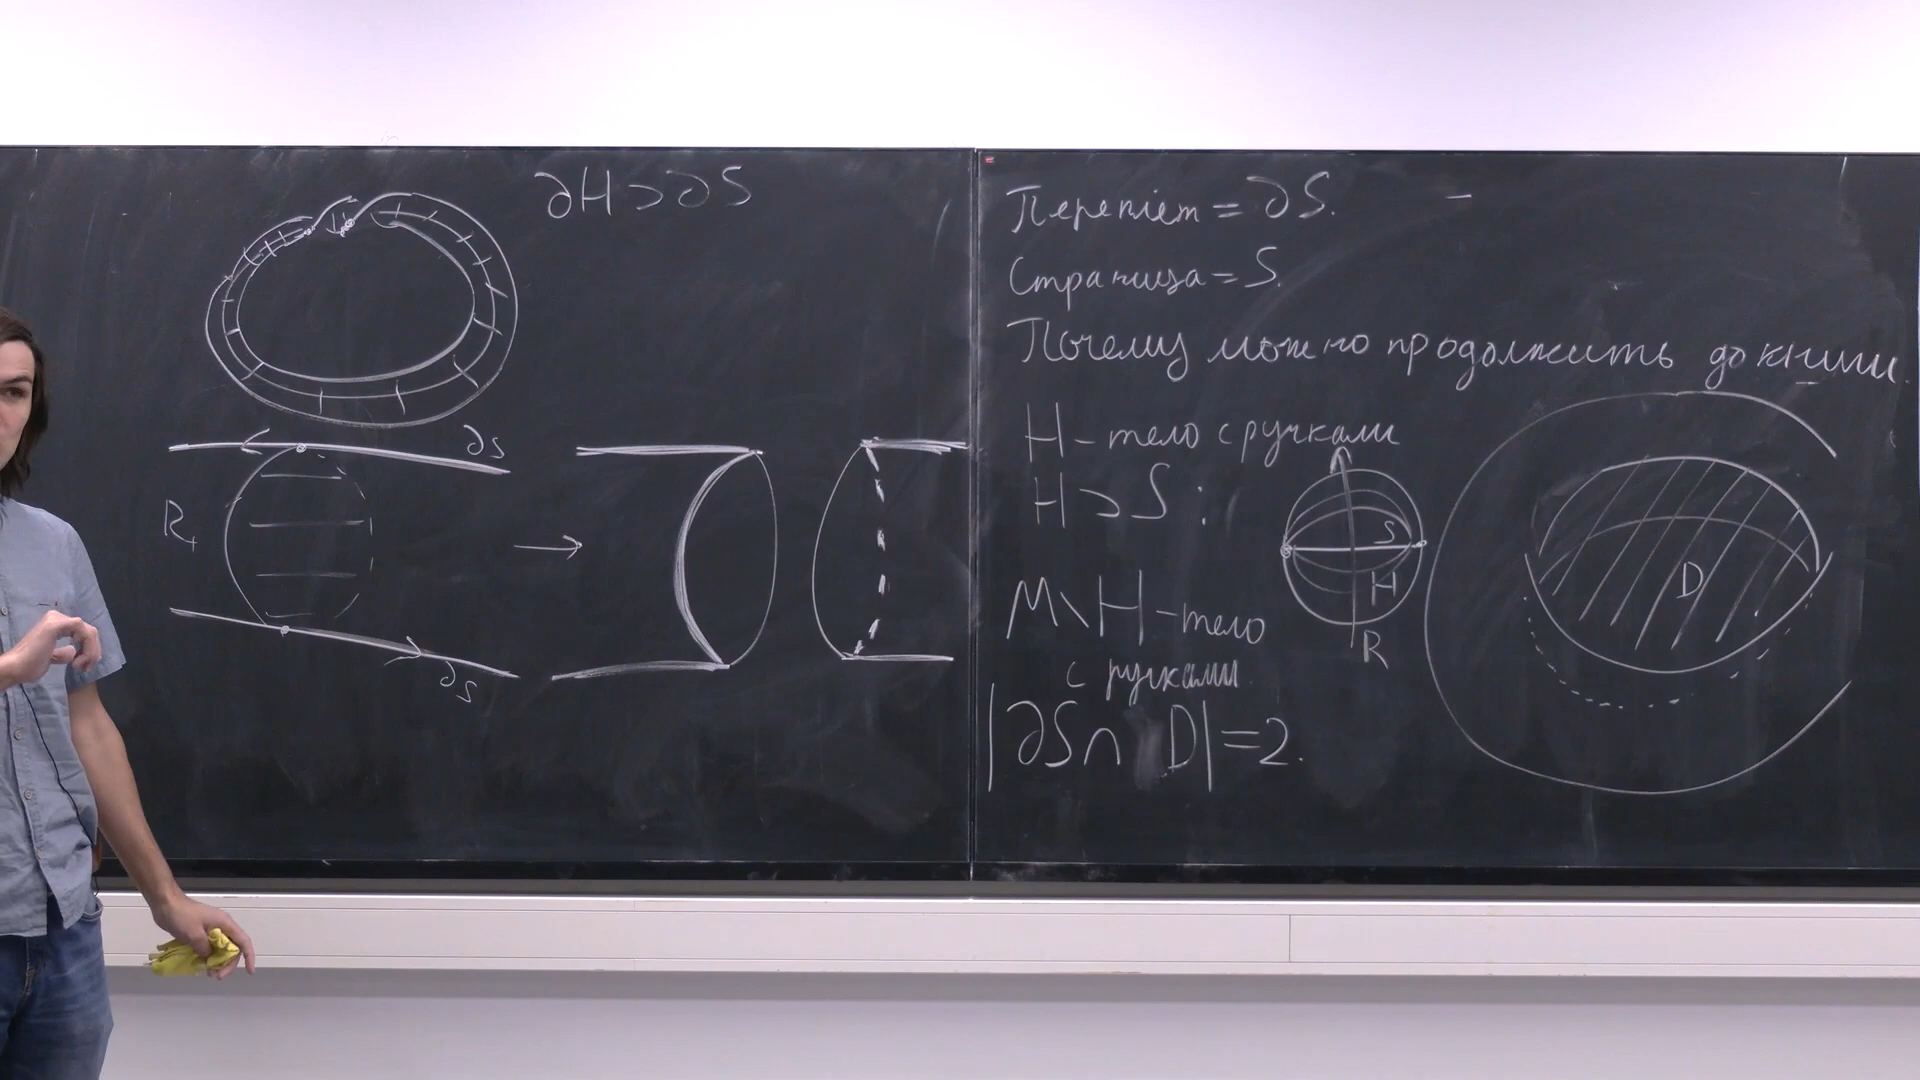 ∂H ⊃ ∂S
∂S
R
∂S
Переплёт = ∂S.
Страница = S.
Почему можно продолжить до книги.
H – тело с ручками
H ⊃ S :
S
H
R
D
M \ H – тело
с ручками.
|∂S ∩ D| = 2.